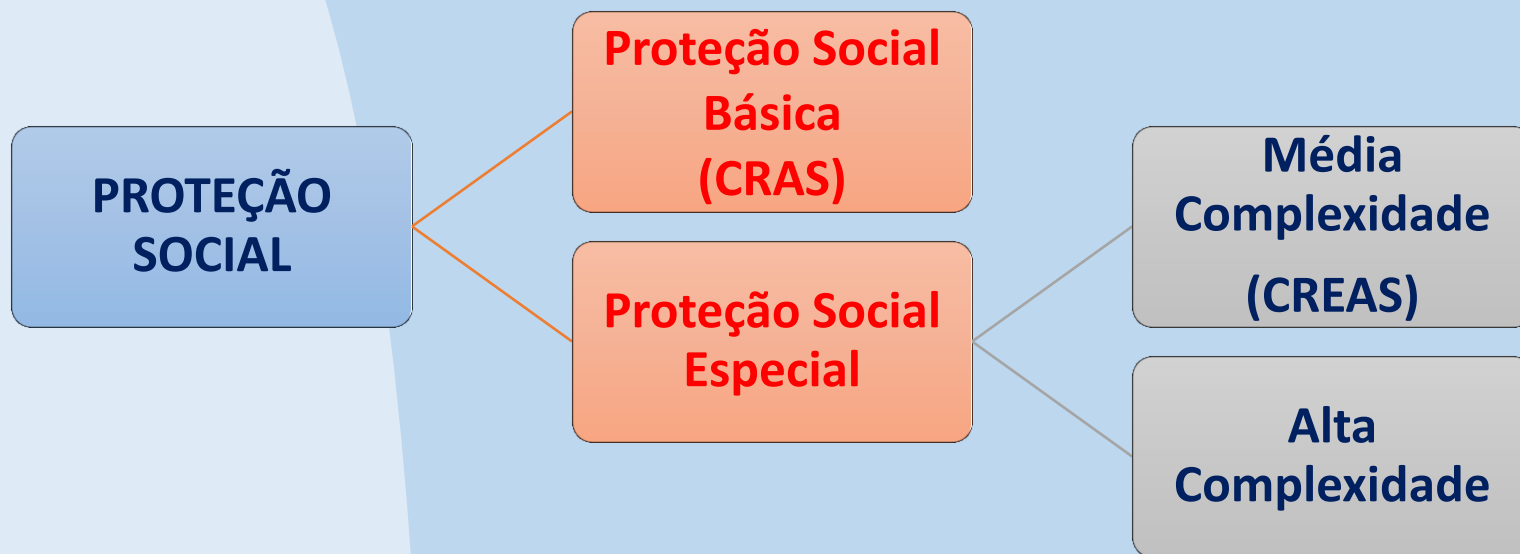 PROTEÇÃO
SOCIAL
Proteção Social
Básica
(CRAS)
Proteção Social
Especial
Média
Complexidade
(CREAS)
Alta
Complexidade